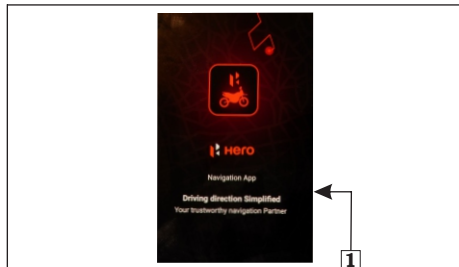 Hero
Navigation App
Driving direction Simplified
Your trustworthy navigation Partner
1